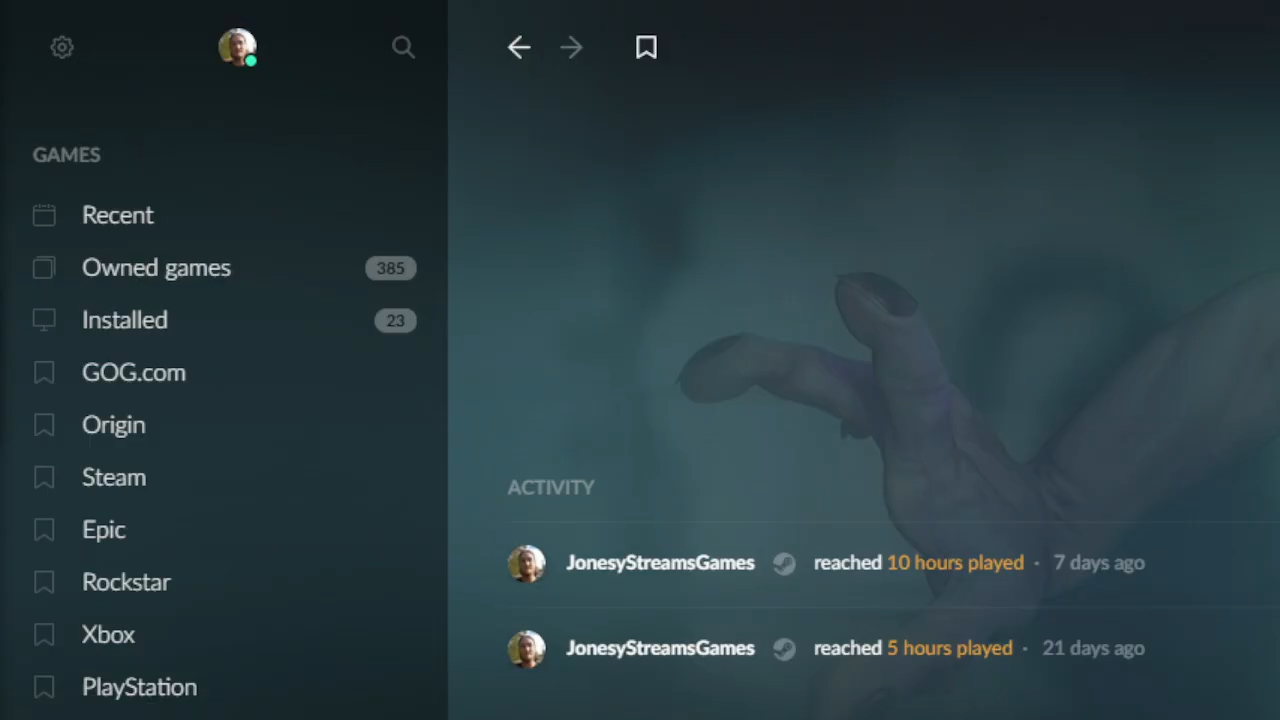 GAMES
Recent
Owned games 385
Installed 23
GOG.com
Origin
Steam
Epic
Rockstar
Xbox
PlayStation
ACTIVITY
JonesyStreamsGames reached 10 hours played · 7 days ago
JonesyStreamsGames reached 5 hours played · 21 days ago